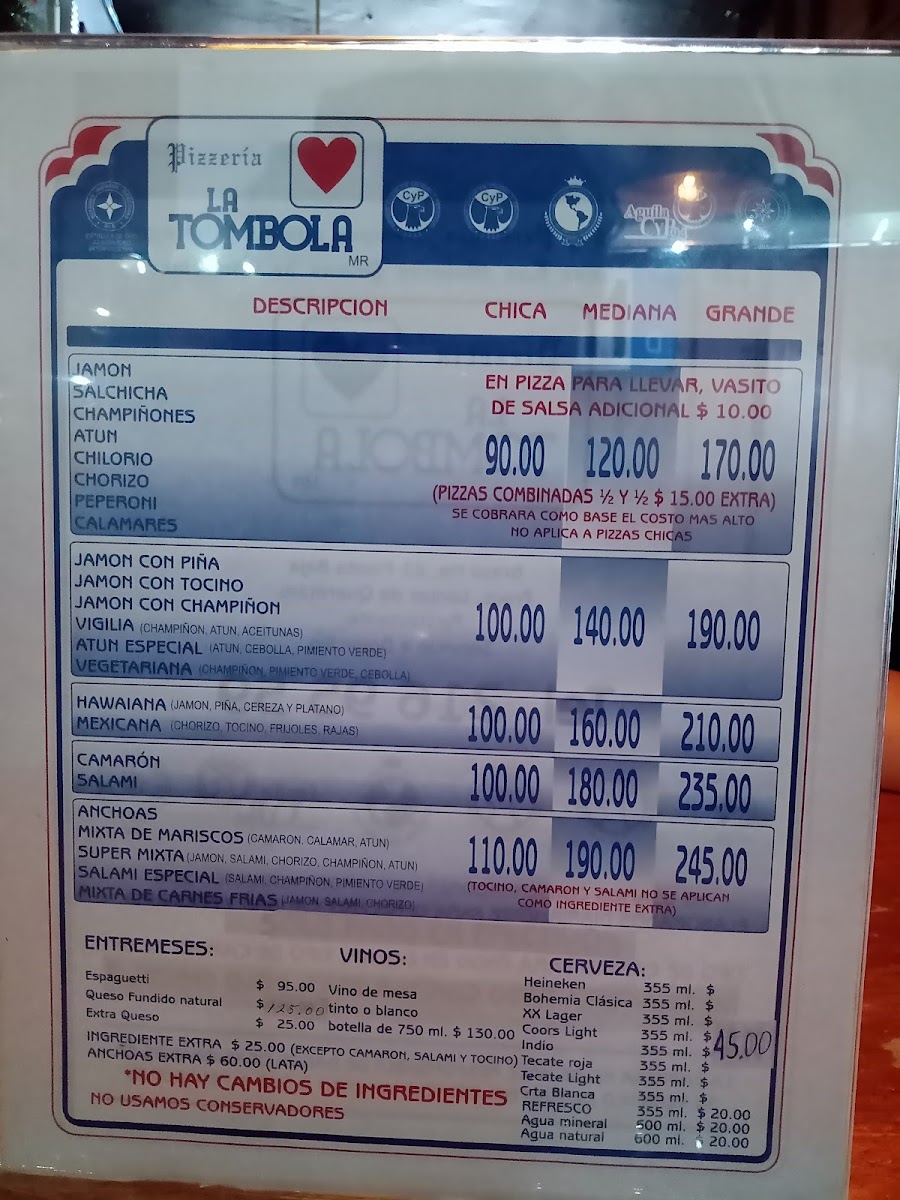 Pizzería
LA
TOMBOLA
MR
CyP
CyP
DESCRIPCION CHICA MEDIANA GRANDE
JAMON
SALCHICHA
CHAMPIÑONES
ATUN
CHILORIO
CHORIZO
PEPERONI
CALAMARES
EN PIZZA PARA LLEVAR, VASITO
DE SALSA ADICIONAL $ 10.00
90.00 120.00 170.00
(PIZZAS COMBINADAS ½ Y ½ $ 15.00 EXTRA)
SE COBRARA COMO BASE EL COSTO MAS ALTO
NO APLICA A PIZZAS CHICAS
JAMON CON PIÑA
JAMON CON TOCINO
JAMON CON CHAMPIÑON
VIGILIA (CHAMPIÑON, ATUN, ACEITUNAS)
ATUN ESPECIAL (ATUN, CEBOLLA, PIMIENTO VERDE)
VEGETARIANA (CHAMPIÑON, PIMIENTO VERDE, CEBOLLA)
100.00 140.00 190.00
HAWAIANA (JAMON, PIÑA, CEREZA Y PLATANO)
MEXICANA (CHORIZO, TOCINO, FRIJOLES, RAJAS)
100.00 160.00 210.00
CAMARÓN
SALAMI
100.00 180.00 235.00
ANCHOAS
MIXTA DE MARISCOS (CAMARON, CALAMAR, ATUN)
SUPER MIXTA (JAMON, SALAMI, CHORIZO, CHAMPIÑON, ATUN)
SALAMI ESPECIAL (SALAMI, CHAMPIÑON, PIMIENTO VERDE)
MIXTA DE CARNES FRIAS (JAMON, SALAMI, CHORIZO)
110.00 190.00 245.00
(TOCINO, CAMARON Y SALAMI NO SE APLICAN
COMO INGREDIENTE EXTRA)
ENTREMESES:
Espaguetti $ 95.00
Queso Fundido natural $ 125.00
Extra Queso $ 25.00
VINOS:
Vino de mesa
tinto o blanco
botella de 750 ml. $ 130.00
INGREDIENTE EXTRA $ 25.00 (EXCEPTO CAMARON, SALAMI Y TOCINO)
ANCHOAS EXTRA $ 60.00 (LATA)
*NO HAY CAMBIOS DE INGREDIENTES
NO USAMOS CONSERVADORES
CERVEZA:
Heineken 355 ml. $
Bohemia Clásica 355 ml. $
XX Lager 355 ml. $
Coors Light 355 ml. $
Indio 355 ml. $ 45.00
Tecate roja 355 ml. $
Tecate Light 355 ml. $
Crta Blanca 355 ml. $
REFRESCO 355 ml. $ 20.00
Agua mineral 500 ml. $ 20.00
Agua natural 600 ml. $ 20.00